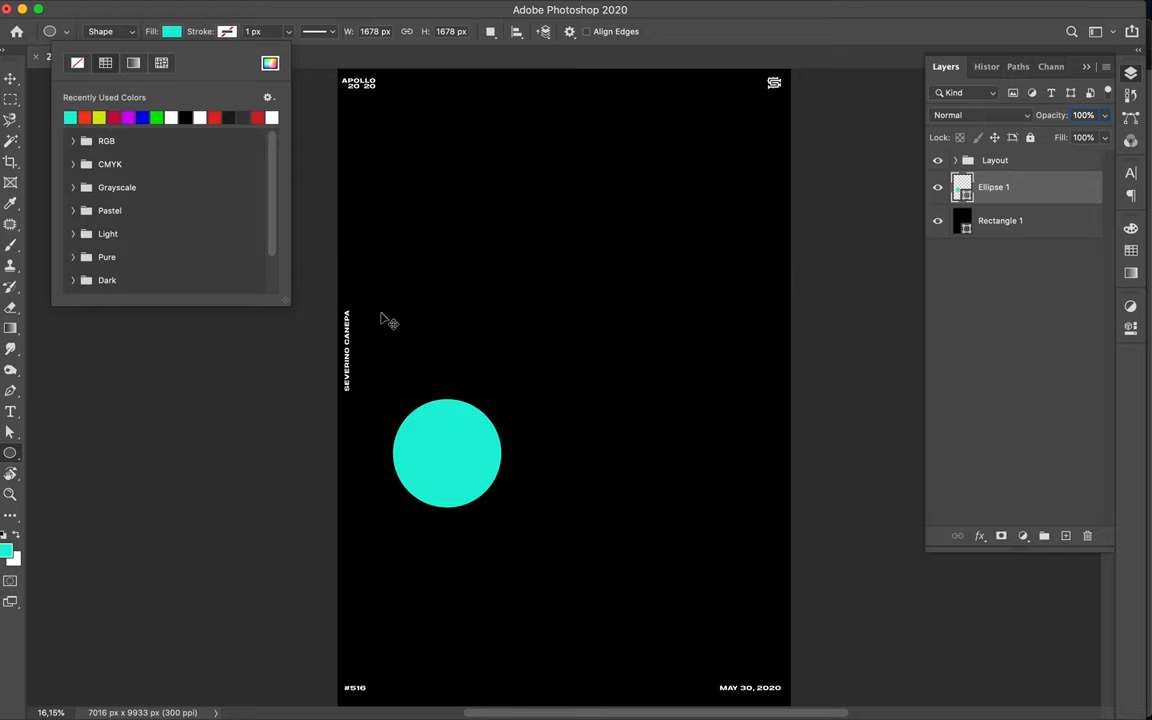 Adobe Photoshop 2020
Shape Fill: Stroke: 1 px W: 1678 px H: 1678 px Align Edges
2
Recently Used Colors
RGB
CMYK
Grayscale
Pastel
Light
Pure
Dark
APOLLO
20 20
SEVERINO CANEPA
#516
MAY 30, 2020
Layers Histor Paths Chann
Kind
Normal Opacity: 100%
Lock: Fill: 100%
Layout
Ellipse 1
Rectangle 1
16,15% 7016 px x 9933 px (300 ppi)